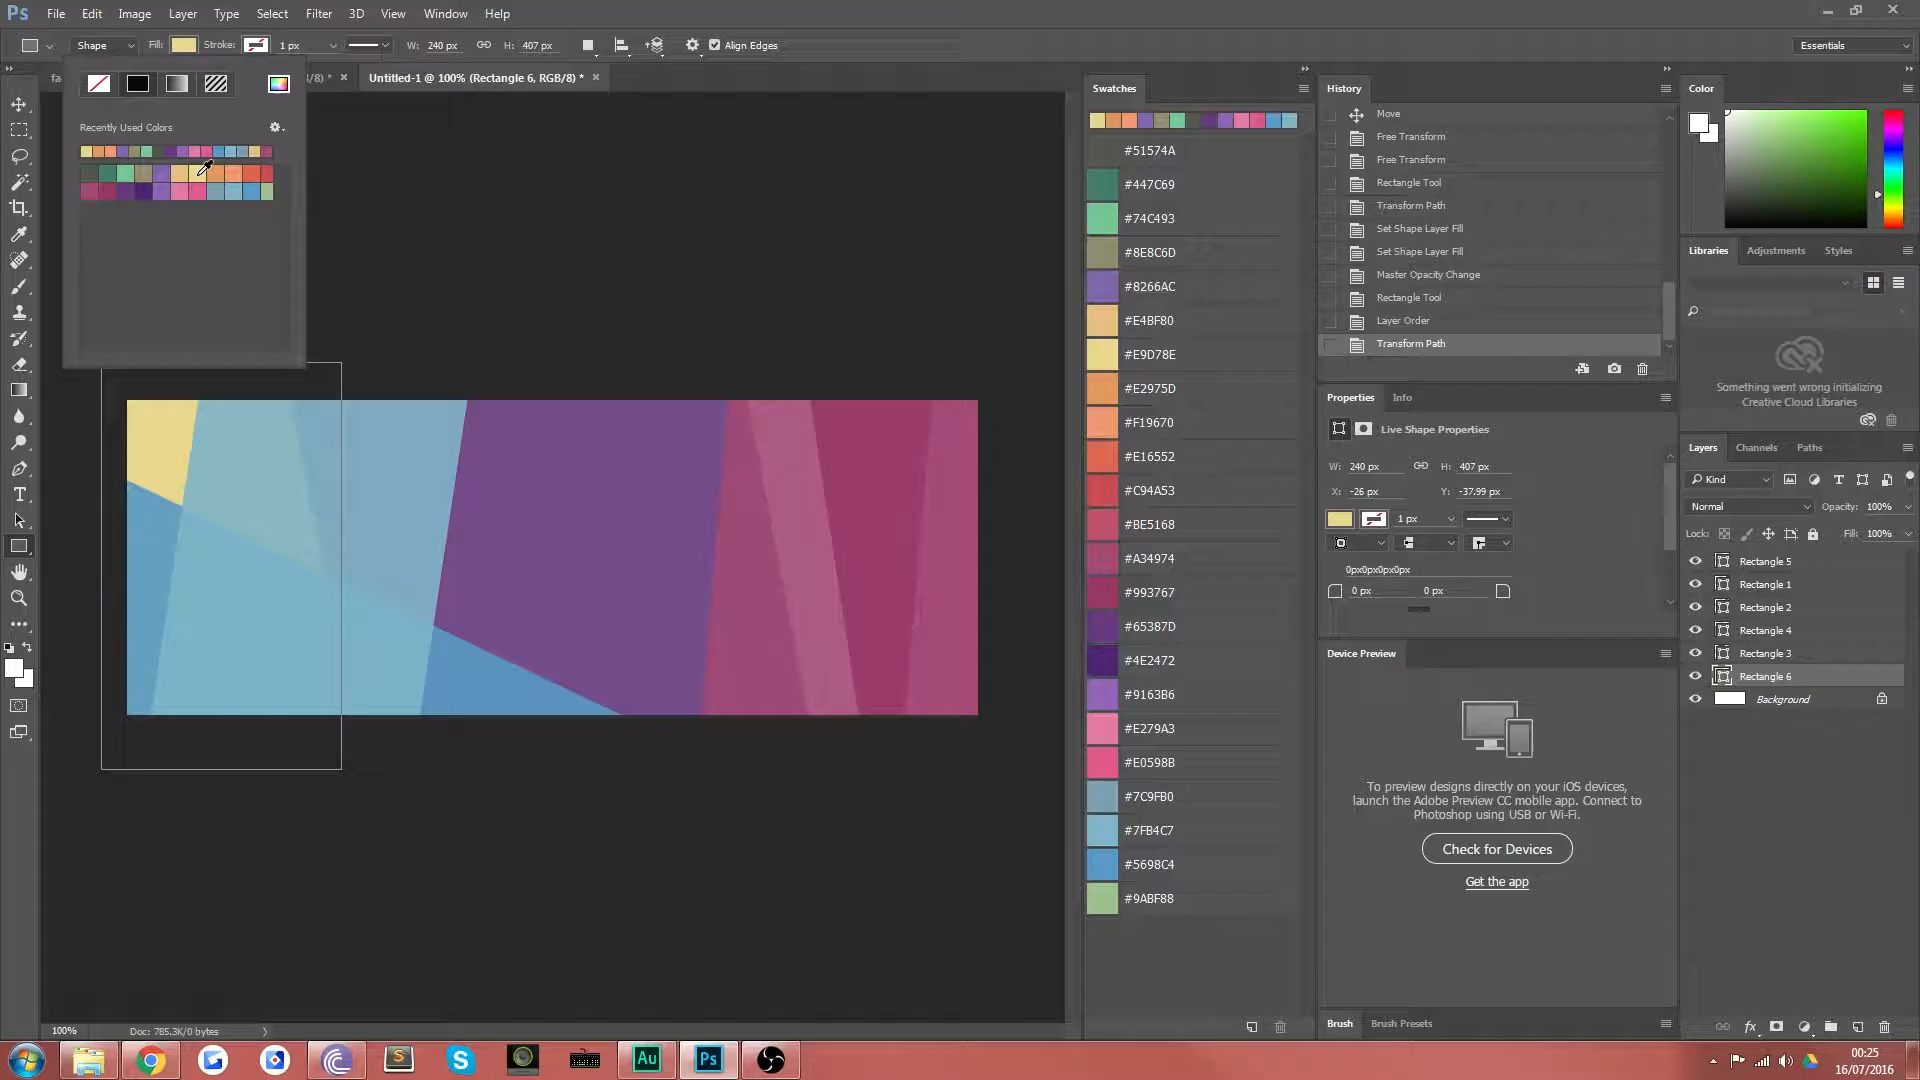 Ps File Edit Image Layer Type Select Filter 3D View Window Help
Shape Fill: Stroke: 1 px W: 240 px H: 407 px Align Edges Essentials
/8) * × Untitled-1 @ 100% (Rectangle 6, RGB/8) * ×
Recently Used Colors
100% Doc: 785.3K/0 bytes
Swatches
#51574A
#447C69
#74C493
#8E8C6D
#8266AC
#E4BF80
#E9D78E
#E2975D
#F19670
#E16552
#C94A53
#BE5168
#A34974
#993767
#65387D
#4E2472
#9163B6
#E279A3
#E0598B
#7C9FB0
#7FB4C7
#5698C4
#9ABF88
History
Move
Free Transform
Free Transform
Rectangle Tool
Transform Path
Set Shape Layer Fill
Set Shape Layer Fill
Master Opacity Change
Rectangle Tool
Layer Order
Transform Path
Properties Info
Live Shape Properties
W: 240 px H: 407 px
X: -26 px Y: -37.99 px
1 px
0px0px0px0px
0 px 0 px
Device Preview
To preview designs directly on your iOS devices,
launch the Adobe Preview CC mobile app. Connect to
Photoshop using USB or Wi-Fi.
Check for Devices
Get the app
Brush Brush Presets
Color
Libraries Adjustments Styles
Something went wrong initializing
Creative Cloud Libraries
Layers Channels Paths
Kind
Normal Opacity: 100%
Lock: Fill: 100%
Rectangle 5
Rectangle 1
Rectangle 2
Rectangle 4
Rectangle 3
Rectangle 6
Background
fx
S Au Ps
00:25
16/07/2016